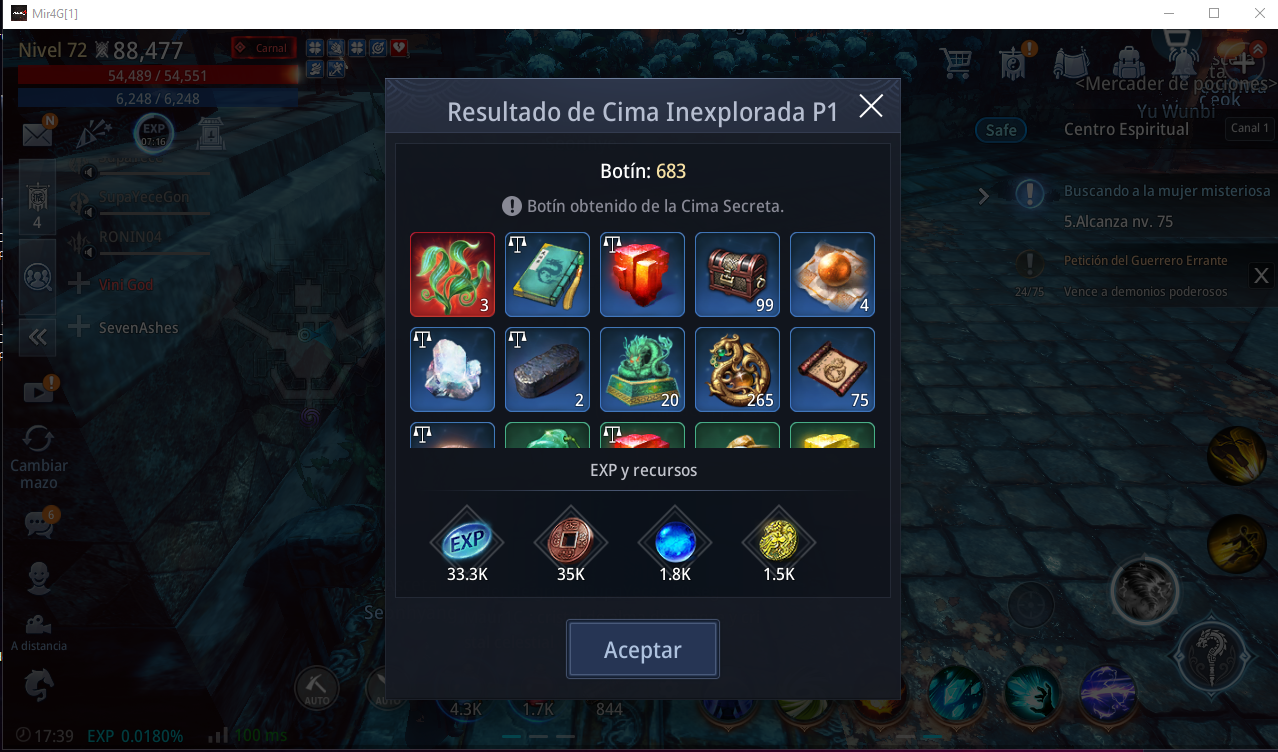 Mir4G[1]
Nivel 72 88,477
Carnal
54,489 / 54,551
6,248 / 6,248
N
EXP
07:16
4
SupaYeceGon
RONIN04
Vini God
SevenAshes
Cambiar
mazo
6
A distancia
17:39 EXP 0.0180% 100 ms
Resultado de Cima Inexplorada P1
Botín: 683
Botín obtenido de la Cima Secreta.
3
99
4
2
20
265
75
EXP y recursos
EXP
33.3K
35K
1.8K
1.5K
Aceptar
AUTO
AUTO
4.3K
1.7K
844
<Mercader de pociones>
Yu Wunbi
Safe
Centro Espiritual
Canal 1
Buscando a la mujer misteriosa
5.Alcanza nv. 75
Petición del Guerrero Errante
24/75
Vence a demonios poderosos
X